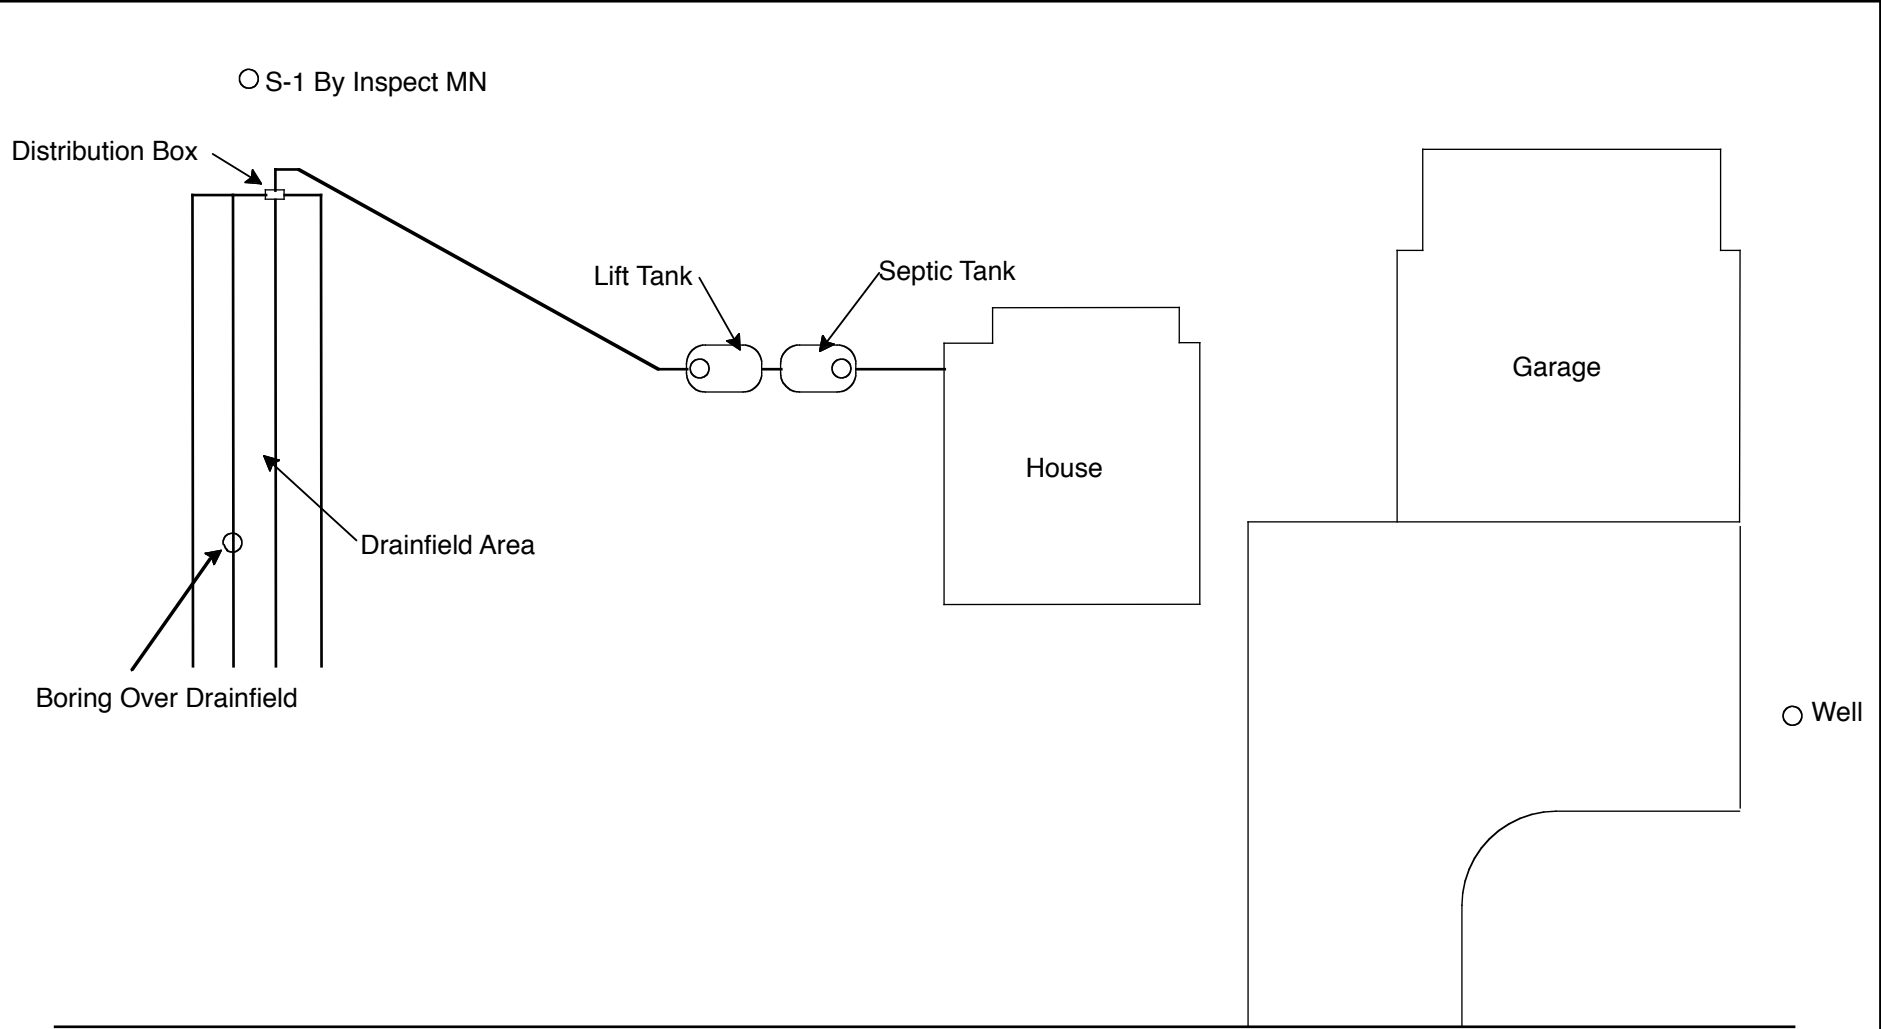 S-1 By Inspect MN
Distribution Box
Lift Tank
Septic Tank
Garage
House
Drainfield Area
Boring Over Drainfield
Well